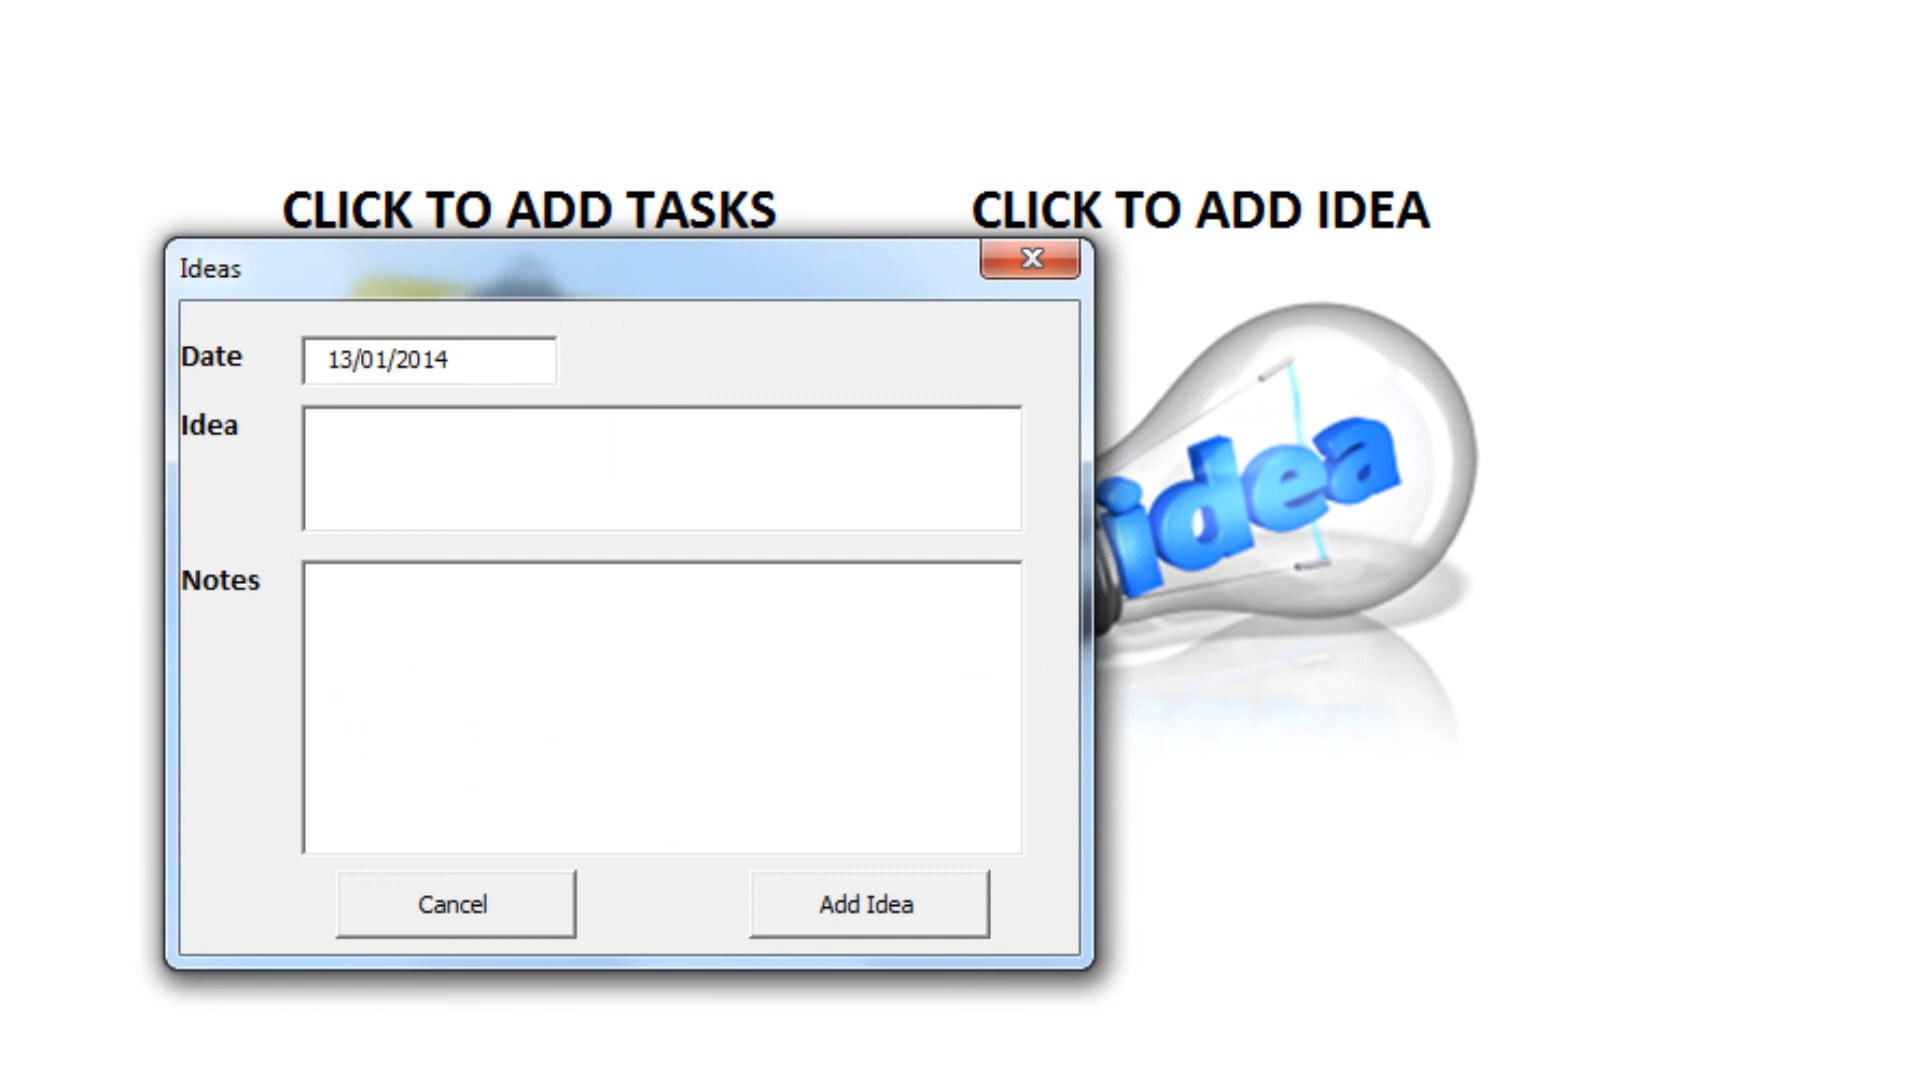 CLICK TO ADD TASKS
CLICK TO ADD IDEA
Ideas
Date
13/01/2014
Idea
Notes
idea
Cancel
Add Idea